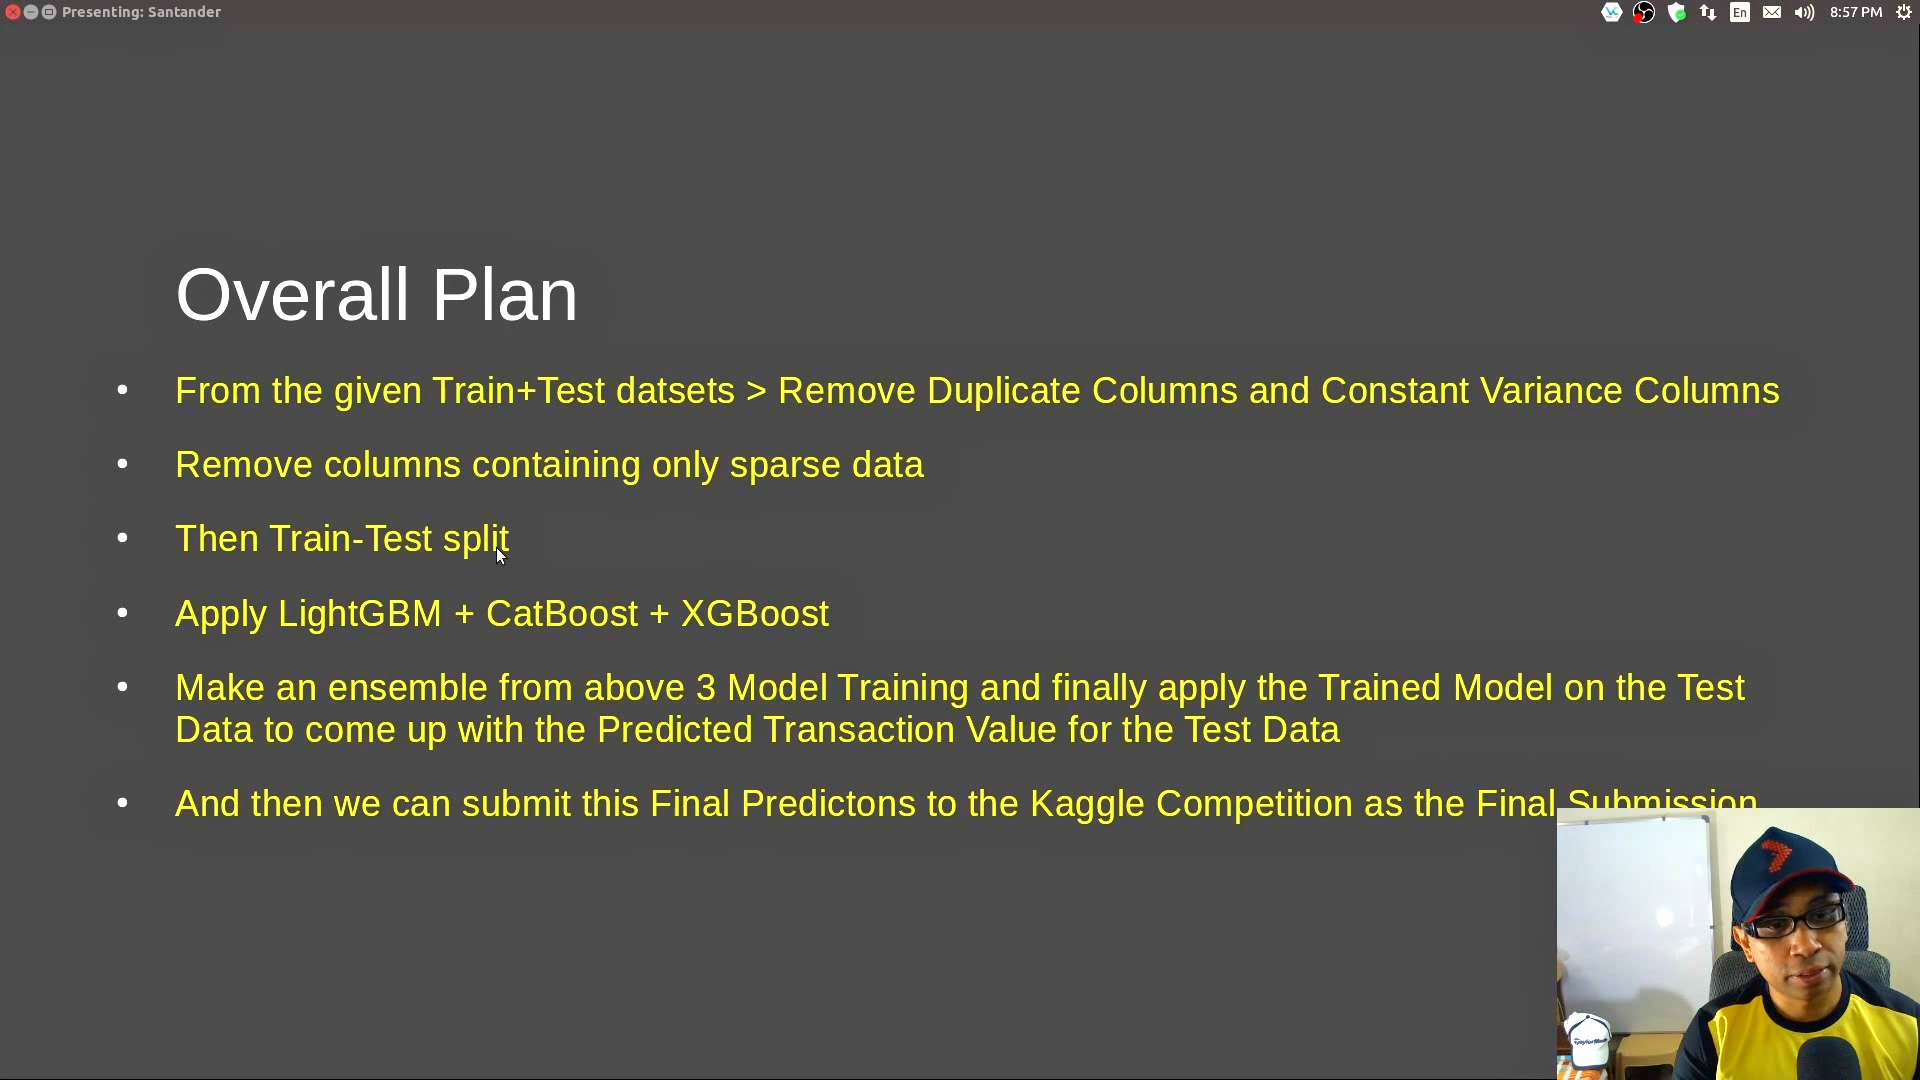 Presenting: Santander
En
8:57 PM
Overall Plan
• From the given Train+Test datsets > Remove Duplicate Columns and Constant Variance Columns
• Remove columns containing only sparse data
• Then Train-Test split
• Apply LightGBM + CatBoost + XGBoost
• Make an ensemble from above 3 Model Training and finally apply the Trained Model on the Test
Data to come up with the Predicted Transaction Value for the Test Data
• And then we can submit this Final Predictons to the Kaggle Competition as the Final Submission
TaylorMade